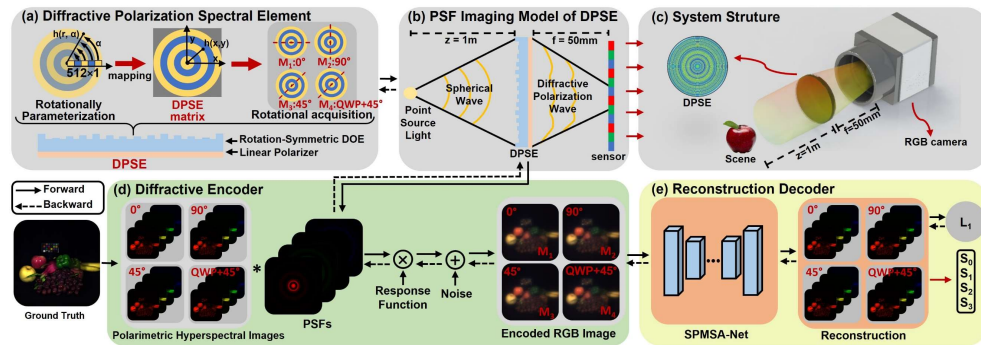 (a) Diffractive Polarization Spectral Element
h(r, α)
α
512×1
mapping
Rotationally
Parameterization
y
h(x,y)
x
DPSE
matrix
M₁:0°
M₂:90°
M₃:45°
M₄:QWP+45°
Rotational acquisition
Rotation-Symmetric DOE
Linear Polarizer
DPSE
(b) PSF Imaging Model of DPSE
z = 1m
f = 50mm
Spherical
Wave
Diffractive
Polarization
Wave
Point
Source
Light
DPSE
sensor
(c) System Struture
DPSE
Scene
z=1m
f=50mm
RGB camera
Forward
Backward
Ground Truth
(d) Diffractive Encoder
0°
90°
45°
QWP+45°
Polarimetric Hyperspectral Images
*
PSFs
×
Response
Function
+
Noise
0°
M₁
90°
M₂
45°
M₃
QWP+45°
M₄
Encoded RGB Image
(e) Reconstruction Decoder
SPMSA-Net
0°
90°
45°
QWP+45°
Reconstruction
L₁
S₀
S₁
S₂
S₃